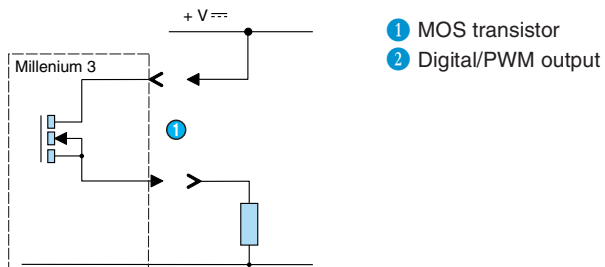 + V ⎓
Millenium 3
1
1 MOS transistor
2 Digital/PWM output